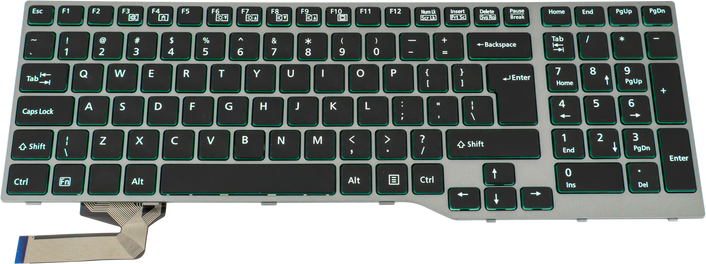 Esc F1 F2 F3 F4 F5 F6 F7 F8 F9 F10 F11 F12 Num Lk Insert Delete Pause Home End PgUp PgDn
Scr Lk Prt Sc Sys Rq Break
! @ # $ % ^ & * ( ) _ + Backspace Tab / * -
1 2 3 4 5 6 7 8 9 0 - =
Tab Q W E R T Y U I O P { } Enter 7 8 9 +
[ ] Home PgUp
Caps Lock A S D F G H J K L : " | 4 5 6
; ' \
Shift | Z X C V B N M < > ? Shift 1 2 3 Enter
\ , . / End PgDn
Ctrl Fn Alt Alt Ctrl 0 .
Ins Del